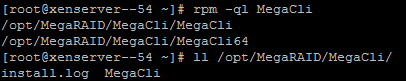 [root@xenserver--54 ~]# rpm -ql MegaCli
/opt/MegaRAID/MegaCli/MegaCli
/opt/MegaRAID/MegaCli/MegaCli64
[root@xenserver--54 ~]# ll /opt/MegaRAID/MegaCli/
install.log  MegaCli